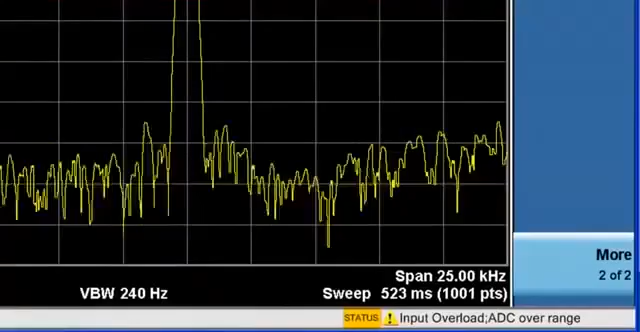 More
2 of 2
Span 25.00 kHz
VBW 240 Hz
Sweep 523 ms (1001 pts)
STATUS Input Overload;ADC over range